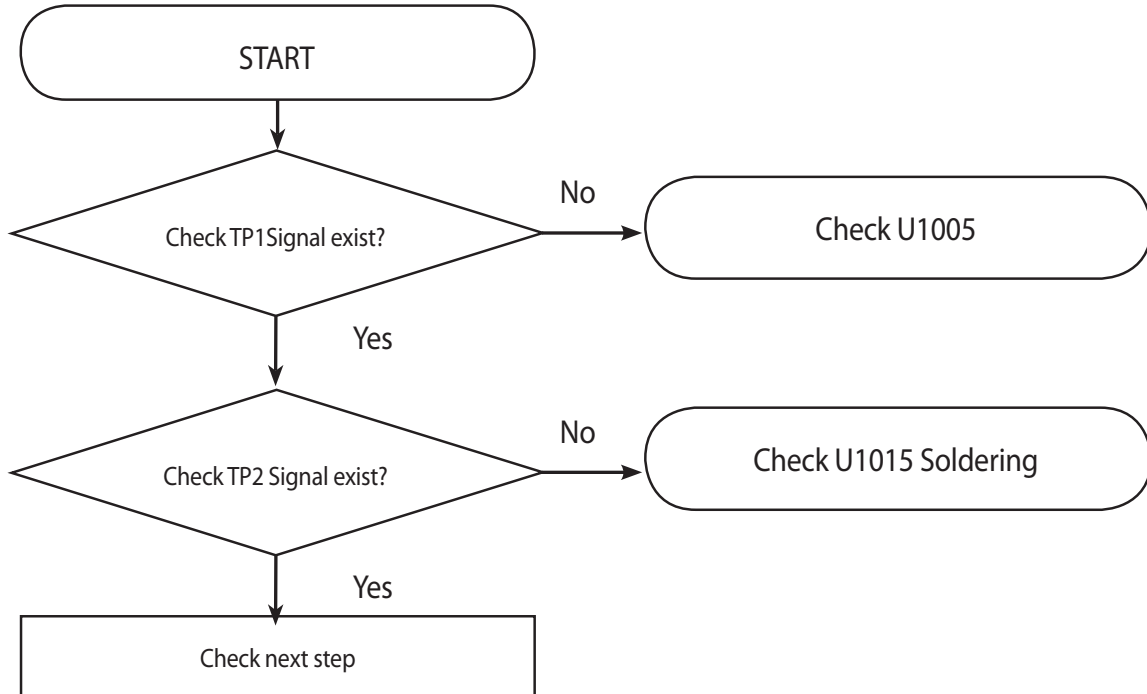 START
No
Check U1005
Check TP1Signal exist?
Yes
No
Check U1015 Soldering
Check TP2 Signal exist?
Yes
Check next step